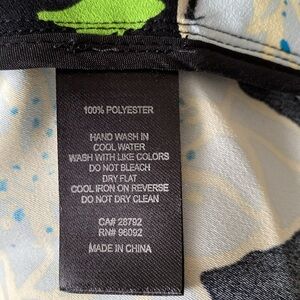 100% POLYESTER
HAND WASH IN
COOL WATER
WASH WITH LIKE COLORS
DO NOT BLEACH
DRY FLAT
COOL IRON ON REVERSE
DO NOT DRY CLEAN
CA# 28792
RN# 96092
MADE IN CHINA